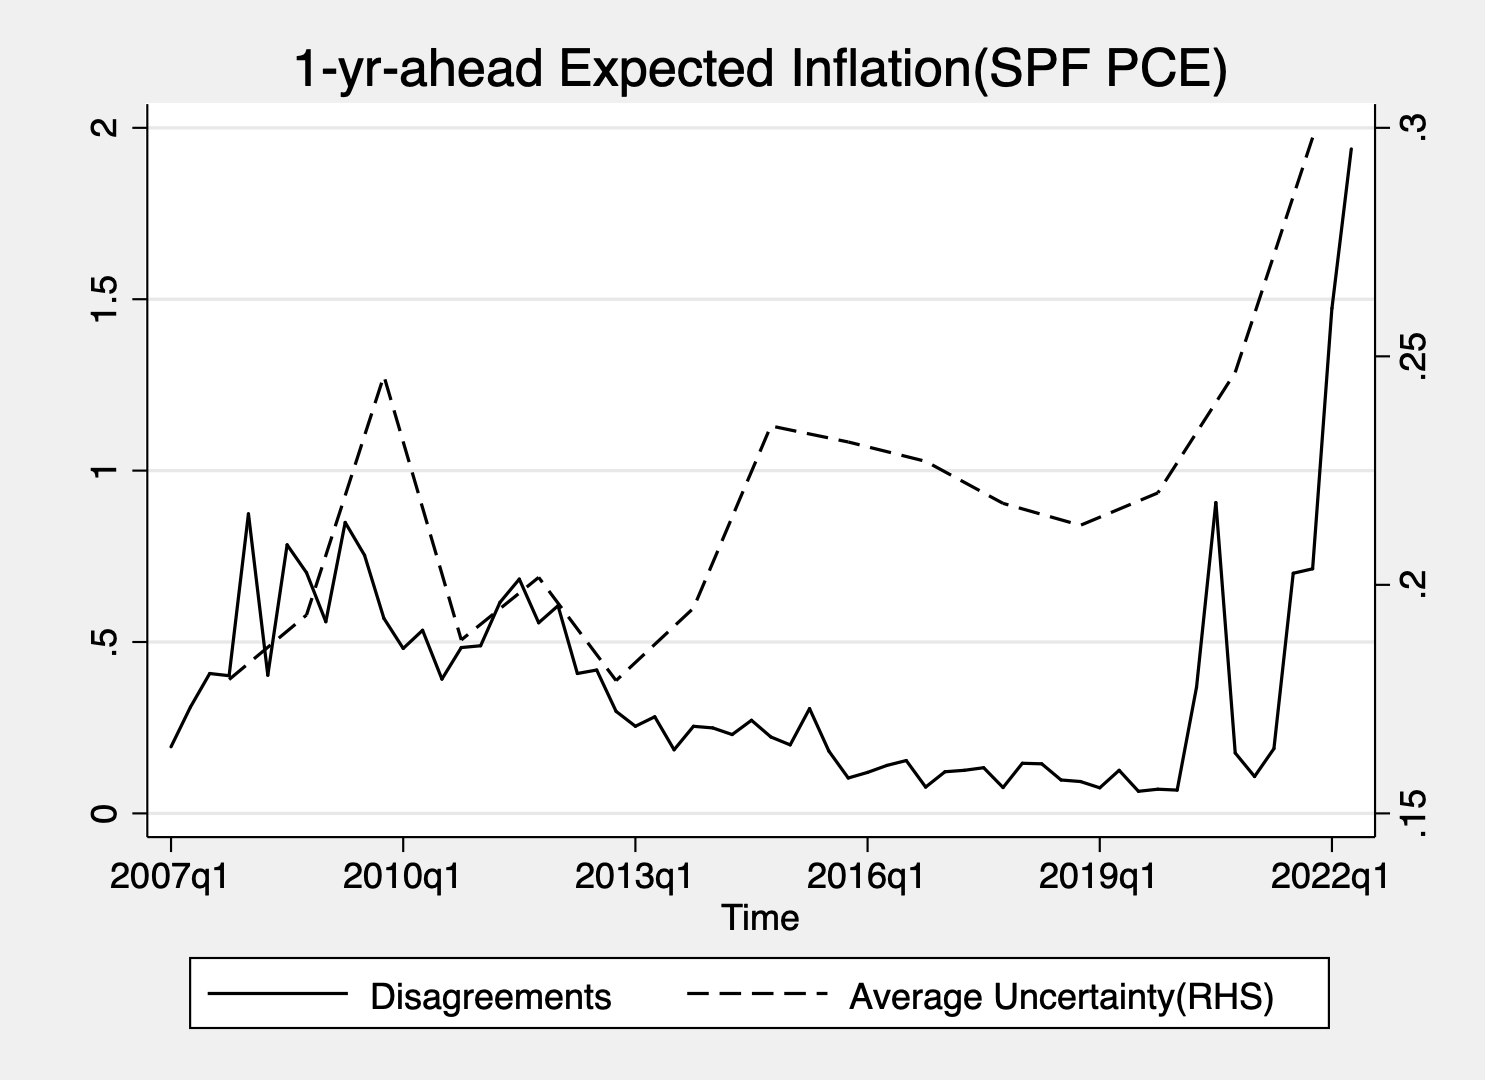 1-yr-ahead Expected Inflation(SPF PCE)
2
1.5
1
.5
0
.3
.25
.2
.15
2007q1 2010q1 2013q1 2016q1 2019q1 2022q1
Time
Disagreements Average Uncertainty(RHS)